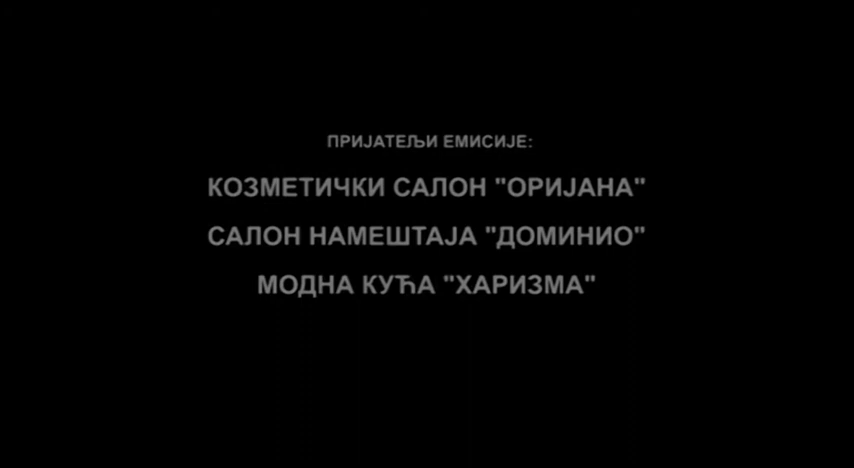 ПРИЈАТЕЉИ ЕМИСИЈЕ:
КОЗМЕТИЧКИ САЛОН "ОРИЈАНА"
САЛОН НАМЕШТАЈА "ДОМИНИО"
МОДНА КУЋА "ХАРИЗМА"